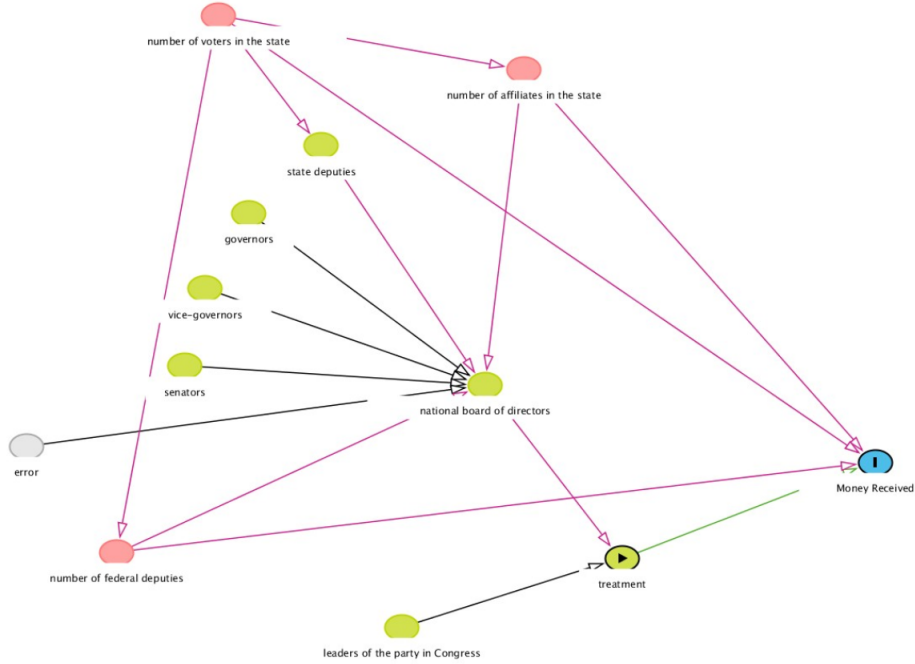 number of voters in the state
number of affiliates in the state
state deputies
governors
vice-governors
senators
national board of directors
error
Money Received
number of federal deputies
treatment
leaders of the party in Congress